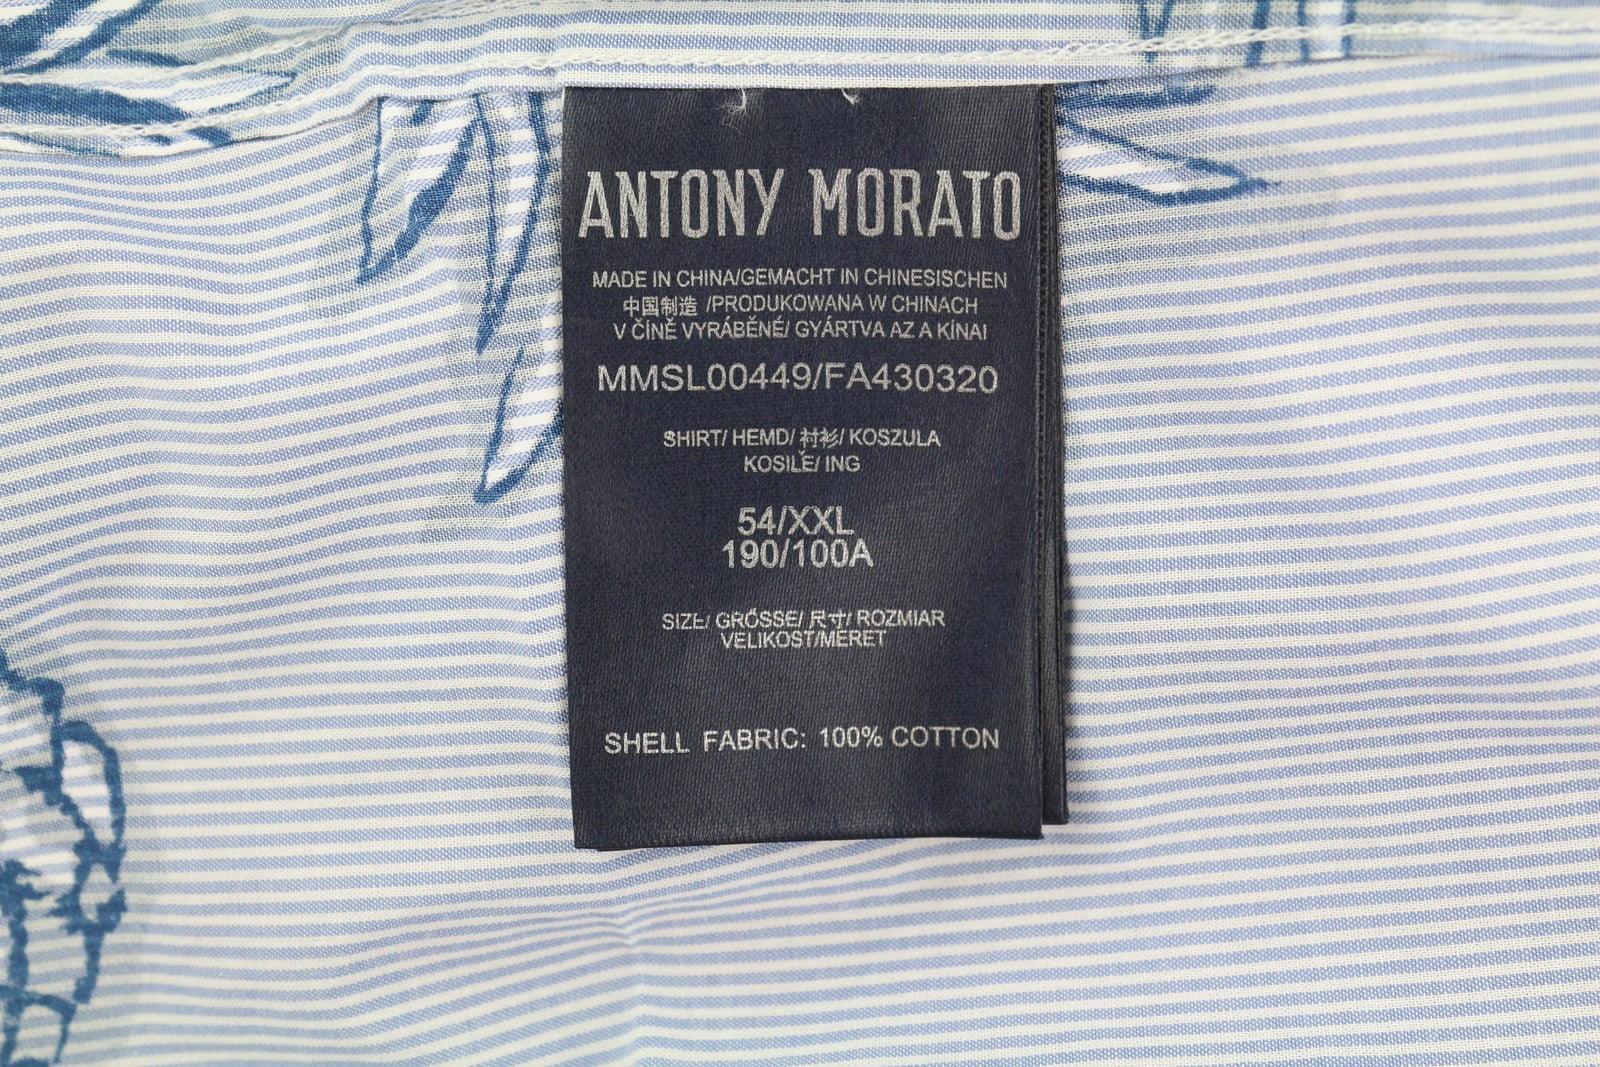 ANTONY MORATO
MADE IN CHINA/GEMACHT IN CHINESISCHEN
中国制造 /PRODUKOWANA W CHINACH
V ČÍNĚ VYRÁBĚNÉ/ GYÁRTVA AZ A KÍNAI
MMSL00449/FA430320
SHIRT/ HEMD/ 衬衫/ KOSZULA
KOSILĚ/ ING
54/XXL
190/100A
SIZE/ GRÖSSE/ 尺寸/ ROZMIAR
VELIKOST/MÉRET
SHELL FABRIC: 100% COTTON